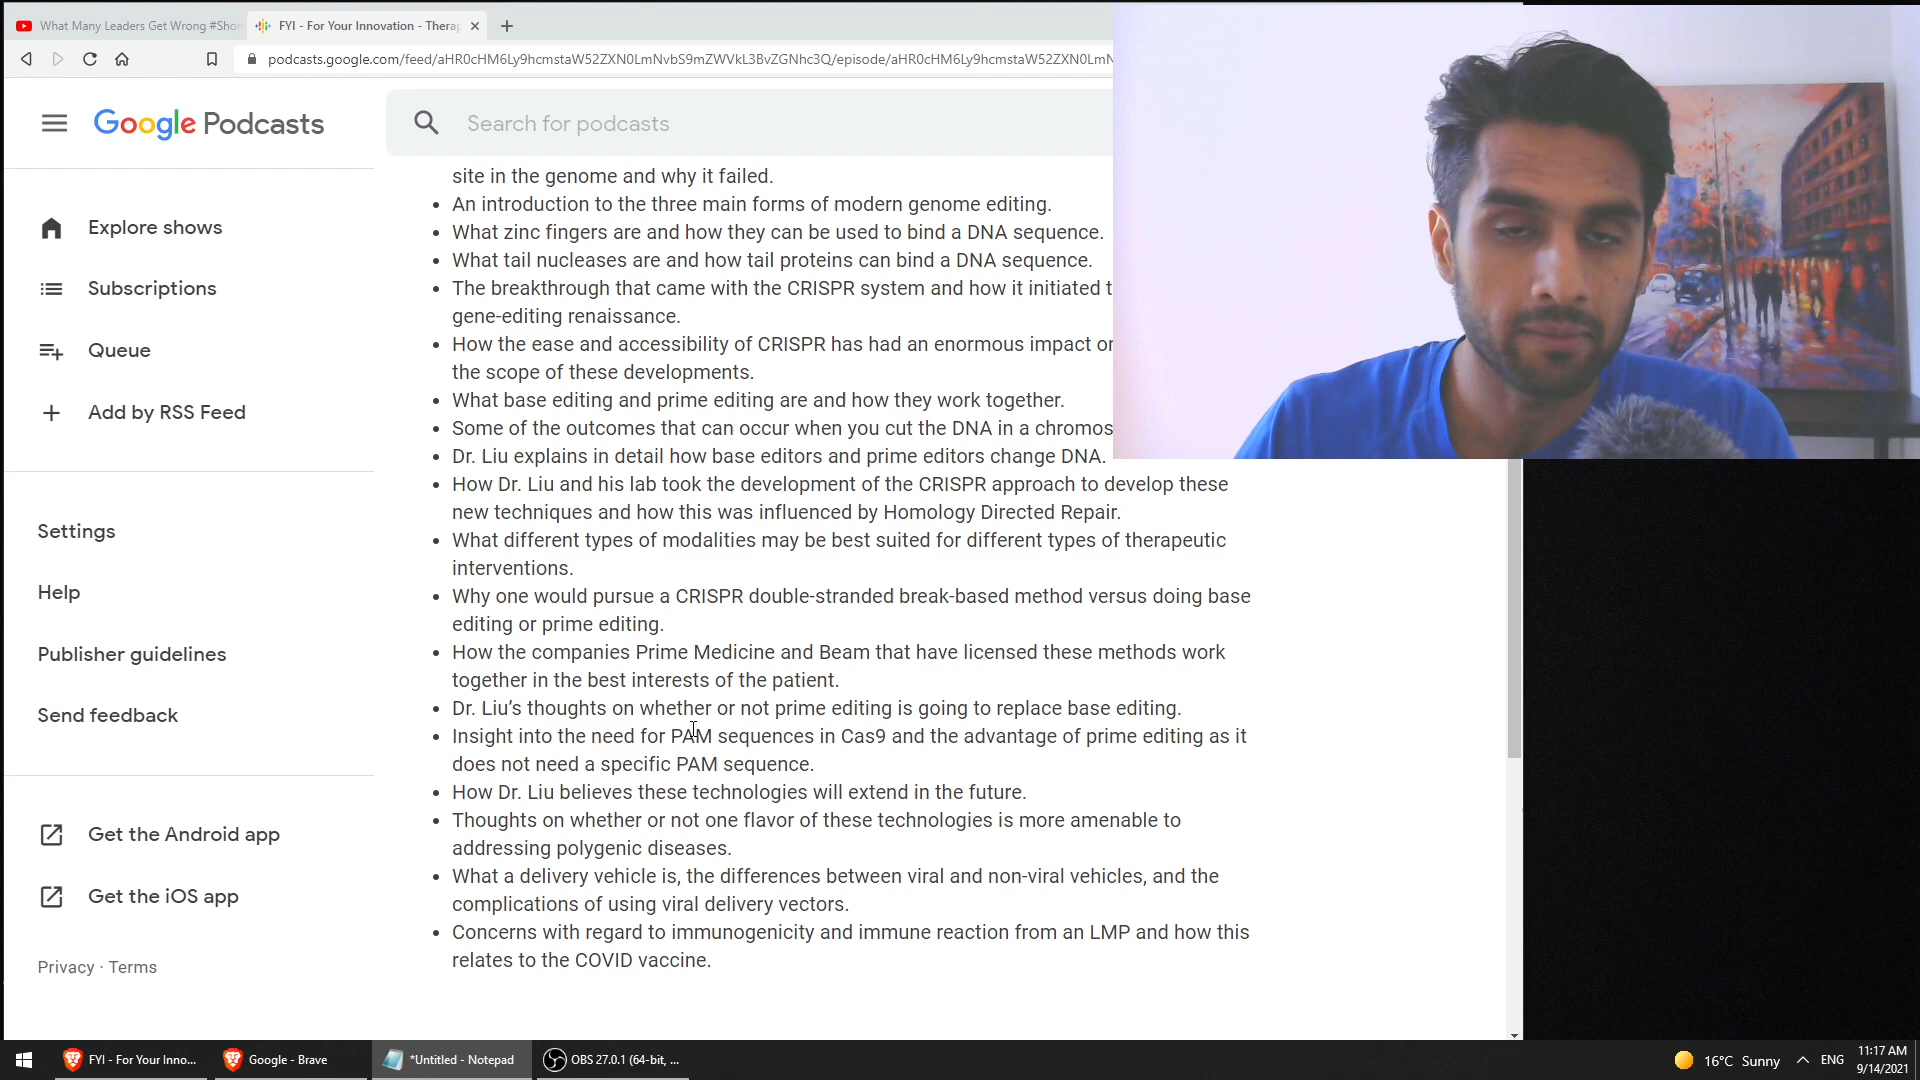 What Many Leaders Get Wrong #Shor
FYI - For Your Innovation - Therap
podcasts.google.com/feed/aHR0cHM6Ly9hcmstaW52ZXN0LmNvbS9mZWVkL3BvZGNhc3Q/episode/aHR0cHM6Ly9hcmstaW52ZXN0LmN
Google Podcasts
Search for podcasts
Explore shows
Subscriptions
Queue
Add by RSS Feed
Settings
Help
Publisher guidelines
Send feedback
Get the Android app
Get the iOS app
Privacy · Terms
site in the genome and why it failed.
• An introduction to the three main forms of modern genome editing.
• What zinc fingers are and how they can be used to bind a DNA sequence.
• What tail nucleases are and how tail proteins can bind a DNA sequence.
• The breakthrough that came with the CRISPR system and how it initiated t
gene-editing renaissance.
• How the ease and accessibility of CRISPR has had an enormous impact or
the scope of these developments.
• What base editing and prime editing are and how they work together.
• Some of the outcomes that can occur when you cut the DNA in a chromos
• Dr. Liu explains in detail how base editors and prime editors change DNA.
• How Dr. Liu and his lab took the development of the CRISPR approach to develop these
new techniques and how this was influenced by Homology Directed Repair.
• What different types of modalities may be best suited for different types of therapeutic
interventions.
• Why one would pursue a CRISPR double-stranded break-based method versus doing base
editing or prime editing.
• How the companies Prime Medicine and Beam that have licensed these methods work
together in the best interests of the patient.
• Dr. Liu’s thoughts on whether or not prime editing is going to replace base editing.
• Insight into the need for PAM sequences in Cas9 and the advantage of prime editing as it
does not need a specific PAM sequence.
• How Dr. Liu believes these technologies will extend in the future.
• Thoughts on whether or not one flavor of these technologies is more amenable to
addressing polygenic diseases.
• What a delivery vehicle is, the differences between viral and non-viral vehicles, and the
complications of using viral delivery vectors.
• Concerns with regard to immunogenicity and immune reaction from an LMP and how this
relates to the COVID vaccine.
FYI - For Your Inno...
Google - Brave
*Untitled - Notepad
OBS 27.0.1 (64-bit, ...
16°C Sunny
ENG
11:17 AM
9/14/2021